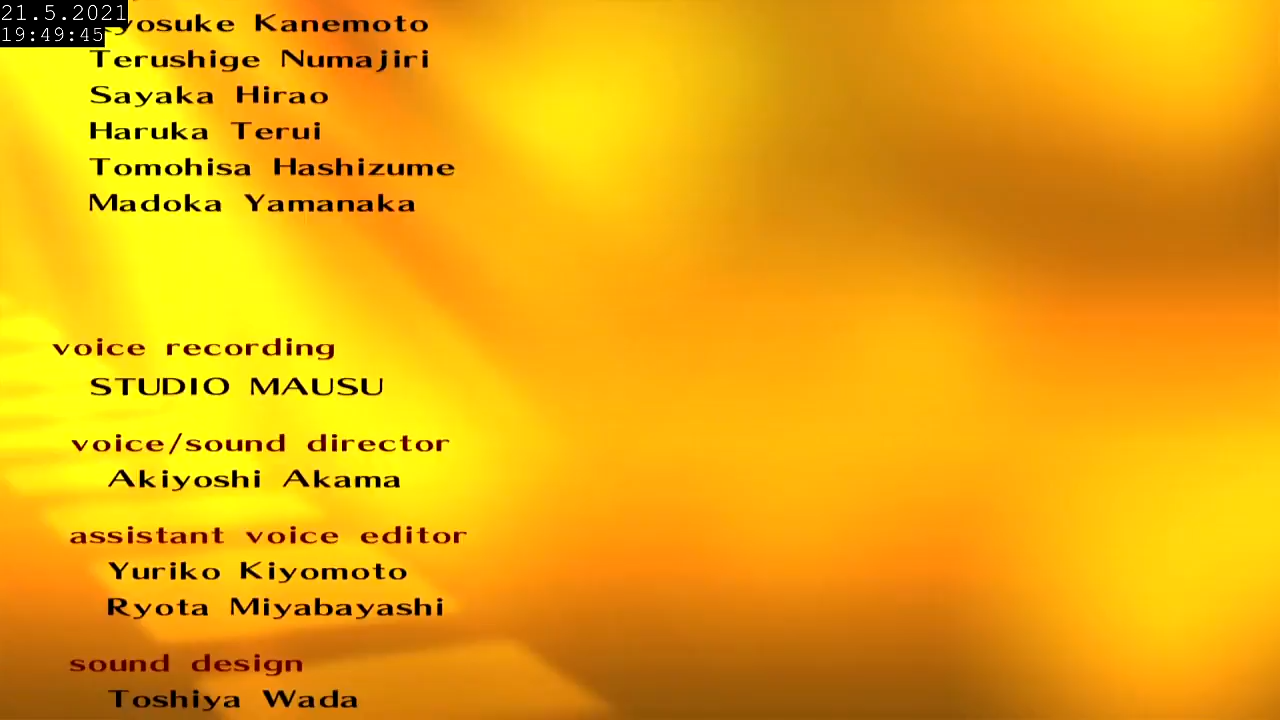 21.5.2021
19:49:45
Kanemoto
Terushige Numajiri
Sayaka Hirao
Haruka Terui
Tomohisa Hashizume
Madoka Yamanaka
voice recording
STUDIO MAUSU
voice/sound director
Akiyoshi Akama
assistant voice editor
Yuriko Kiyomoto
Ryota Miyabayashi
sound design
Toshiya Wada